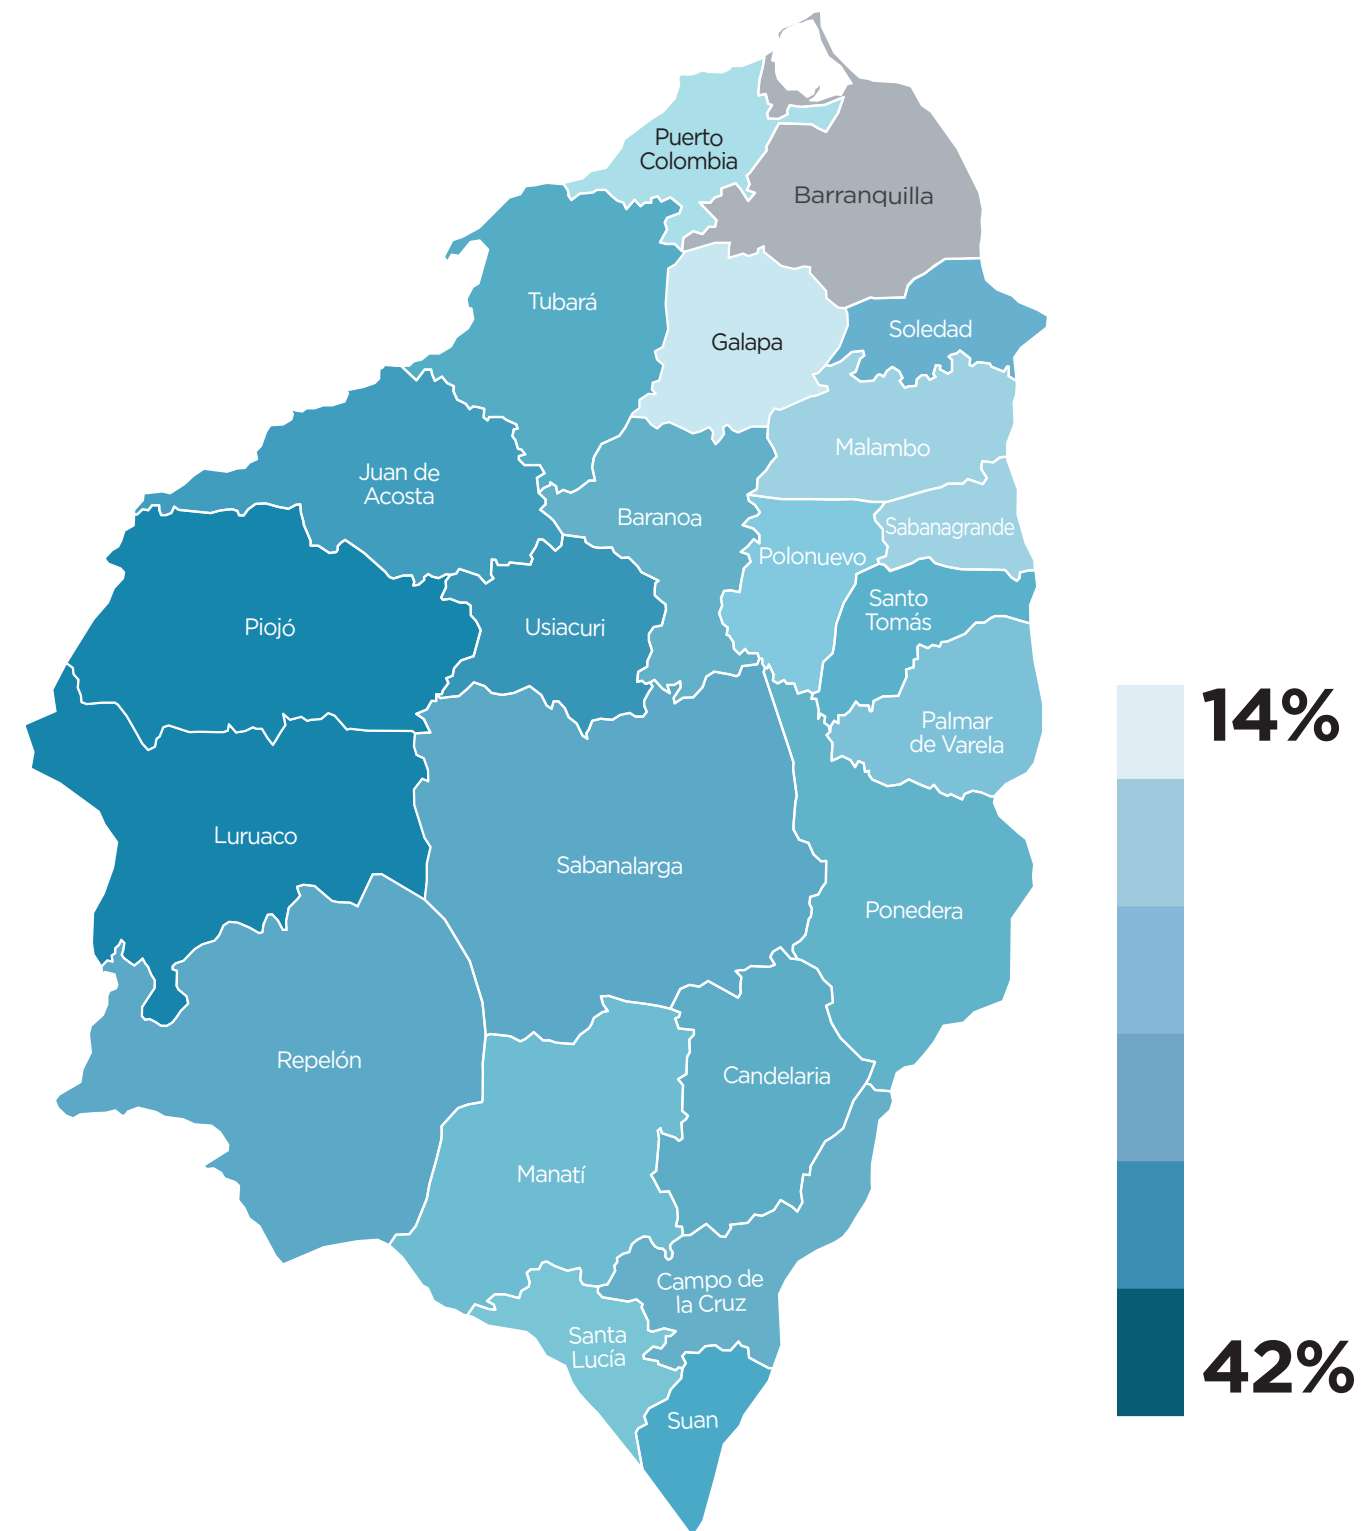 Puerto
Colombia
Barranquilla
Tubará
Soledad
Galapa
Malambo
Juan de
Acosta
Baranoa
Sabanagrande
Polonuevo
Santo
Tomás
Piojó
Usiacuri
14%
Palmar
de Varela
Luruaco
Sabanalarga
Ponedera
Repelón
Candelaria
Manatí
Campo de
la Cruz
Santa
Lucía
42%
Suan